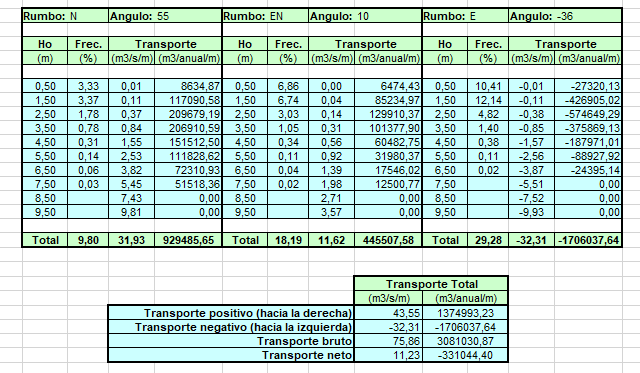 Rumbo: N Angulo: 55 Rumbo: EN Angulo: 10 Rumbo: E Angulo: -36
Ho Frec. Transporte Ho Frec. Transporte Ho Frec. Transporte
(m) (%) (m3/s/m) (m3/anual/m) (m) (%) (m3/s/m) (m3/anual/m) (m) (%) (m3/s/m) (m3/anual/m)
0,50 3,33 0,01 8634,87 0,50 6,86 0,00 6474,43 0,50 10,41 -0,01 -27320,13
1,50 3,37 0,11 117090,58 1,50 6,74 0,04 85234,97 1,50 12,14 -0,11 -426905,02
2,50 1,78 0,37 209679,19 2,50 3,03 0,14 129910,37 2,50 4,82 -0,38 -574649,29
3,50 0,78 0,84 206910,59 3,50 1,05 0,31 101377,90 3,50 1,40 -0,85 -375869,13
4,50 0,31 1,55 151512,50 4,50 0,34 0,56 60482,75 4,50 0,38 -1,57 -187971,01
5,50 0,14 2,53 111828,62 5,50 0,11 0,92 31980,37 5,50 0,11 -2,56 -88927,92
6,50 0,06 3,82 72310,93 6,50 0,04 1,39 17546,02 6,50 0,02 -3,87 -24395,14
7,50 0,03 5,45 51518,36 7,50 0,02 1,98 12500,77 7,50 -5,51 0,00
8,50 7,43 0,00 8,50 2,71 0,00 8,50 -7,52 0,00
9,50 9,81 0,00 9,50 3,57 0,00 9,50 -9,93 0,00
Total 9,80 31,93 929485,65 Total 18,19 11,62 445507,58 Total 29,28 -32,31 -1706037,64
Transporte Total
(m3/s/m) (m3/anual/m)
Transporte positivo (hacia la derecha) 43,55 1374993,23
Transporte negativo (hacia la izquierda) -32,31 -1706037,64
Transporte bruto 75,86 3081030,87
Transporte neto 11,23 -331044,40